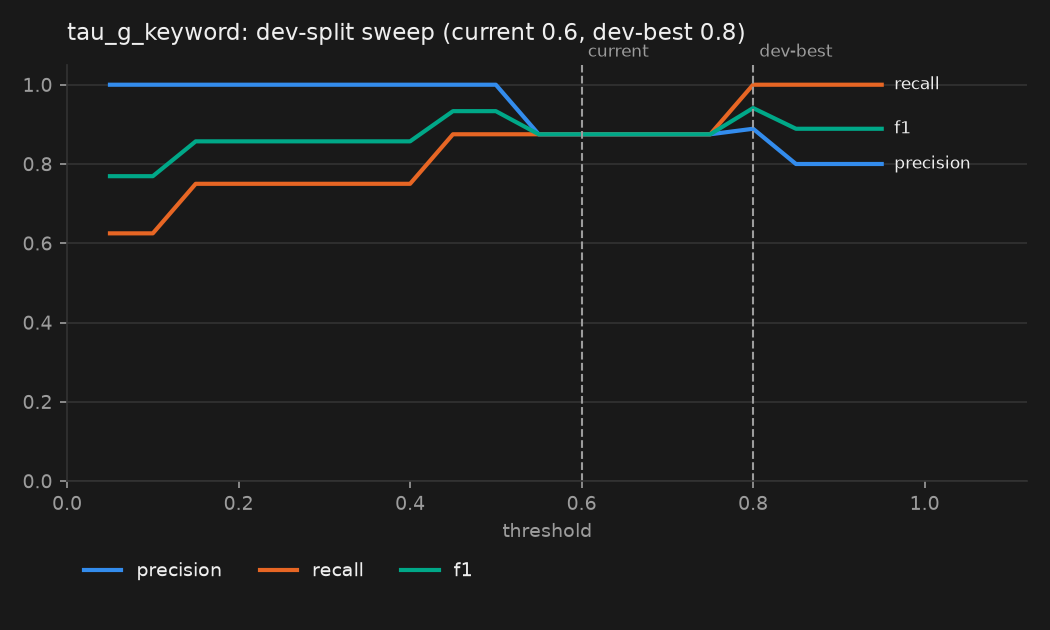 tau_g_keyword: dev-split sweep (current 0.6, dev-best 0.8)
current
dev-best
1.0
0.8
0.6
0.4
0.2
0.0
recall
f1
precision
0.0
0.2
0.4
0.6
0.8
1.0
threshold
precision
recall
f1